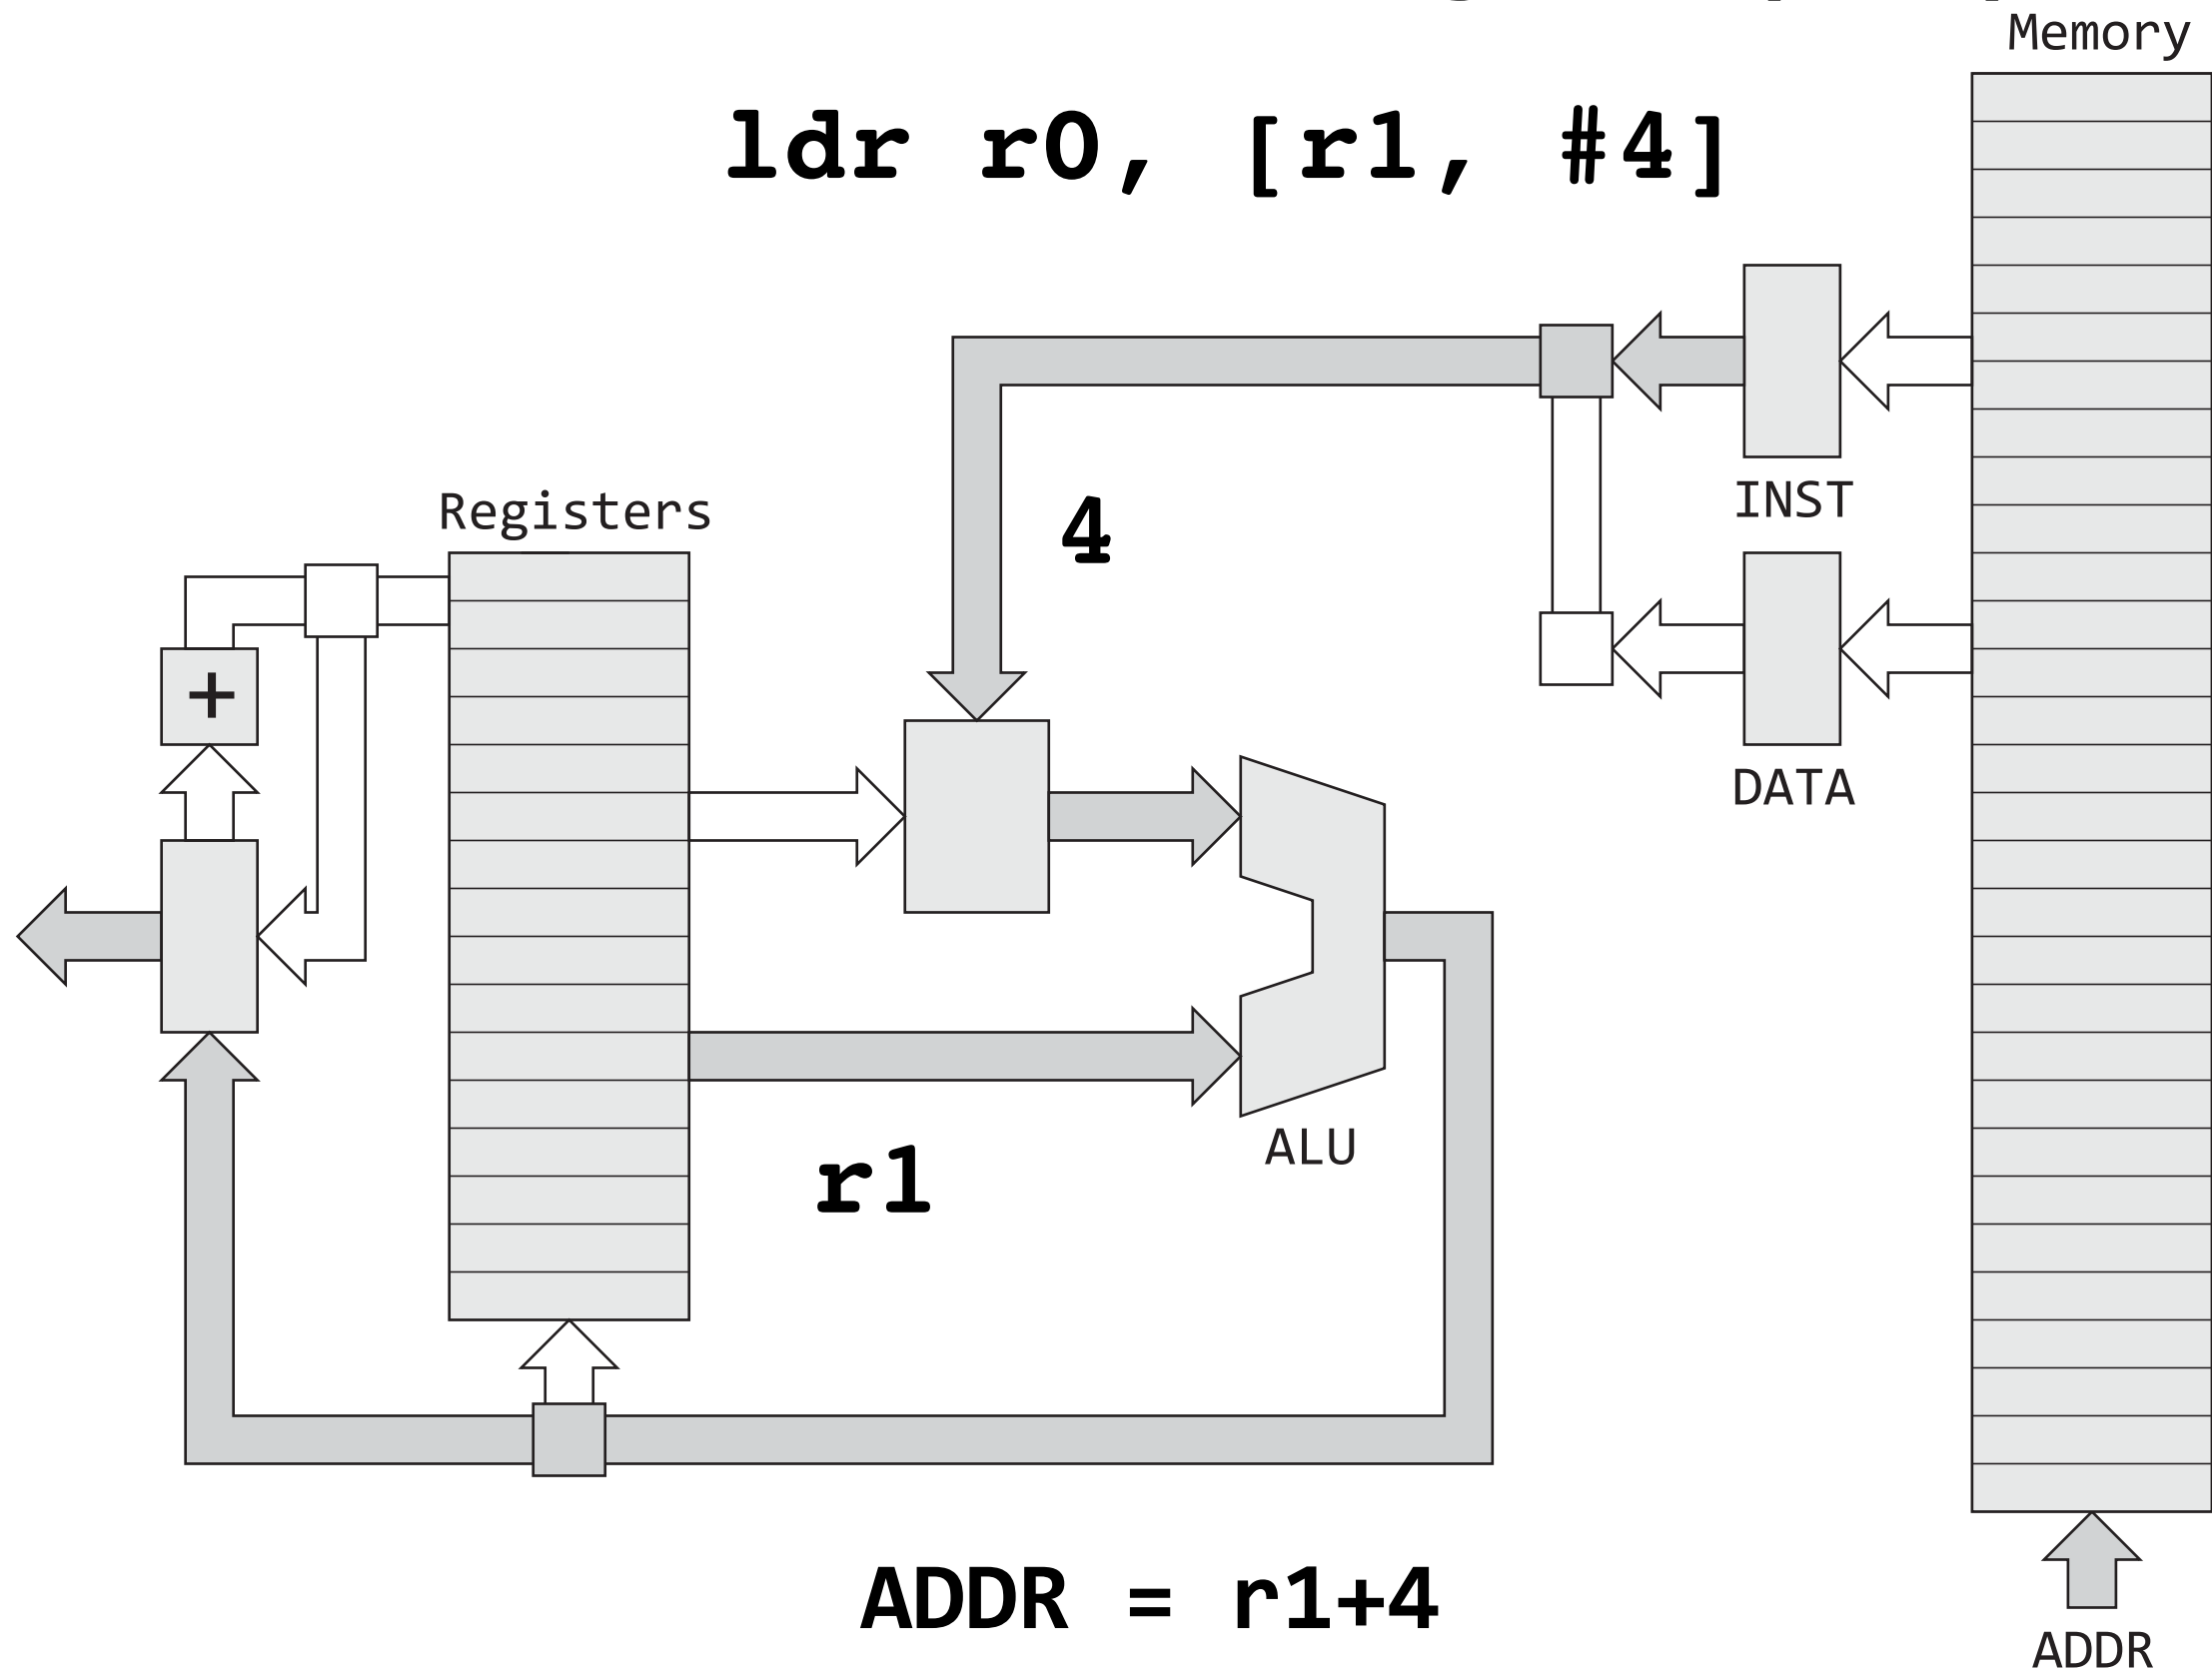 Memory
ldr r0, [r1, #4]
INST
Registers
4
+
DATA
ALU
r1
ADDR = r1+4
ADDR